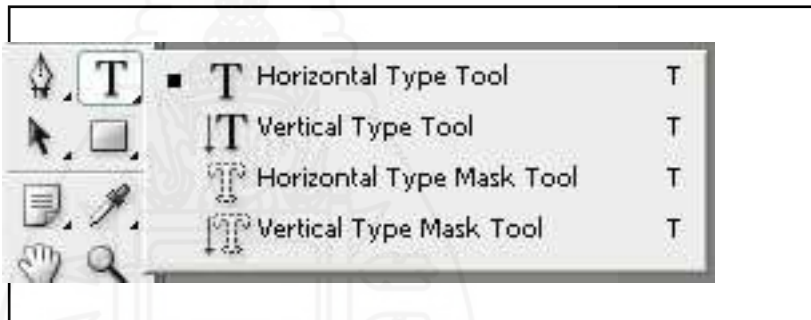 T Horizontal Type Tool T
T Vertical Type Tool T
T Horizontal Type Mask Tool T
T Vertical Type Mask Tool T